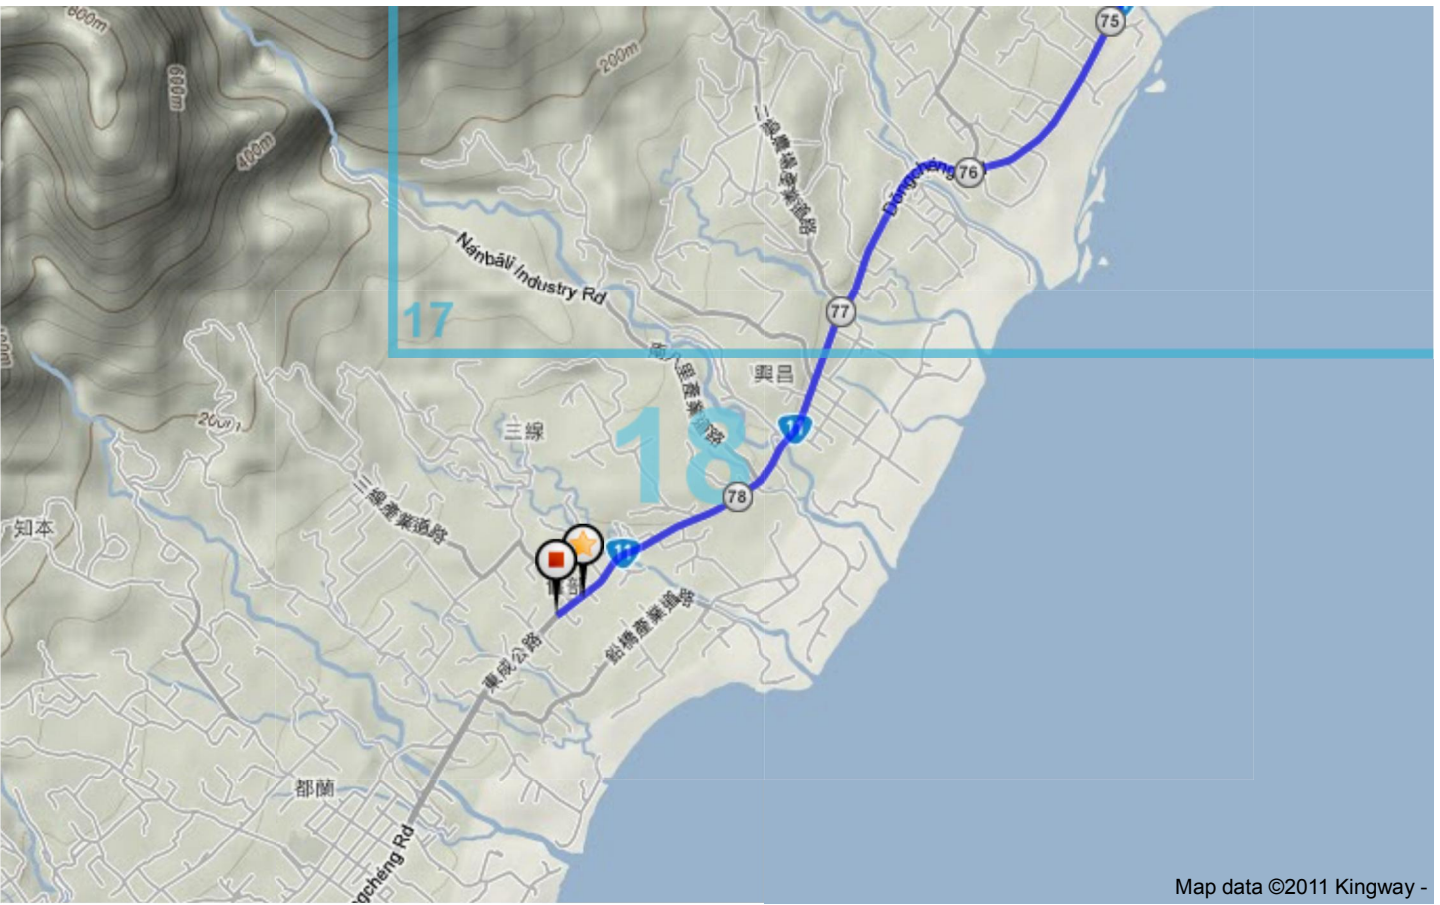 600m
75
600m
200m
三線農場產業道路
400m
Dōngchéng
76
Nánbālǐ Industry Rd
17
77
南八里產業道路
興昌
200m
18
三線
11
78
三線產業道路
知本
11
鉛橋產業道路
東成公路
都蘭
ngchéng Rd
Map data ©2011 Kingway -